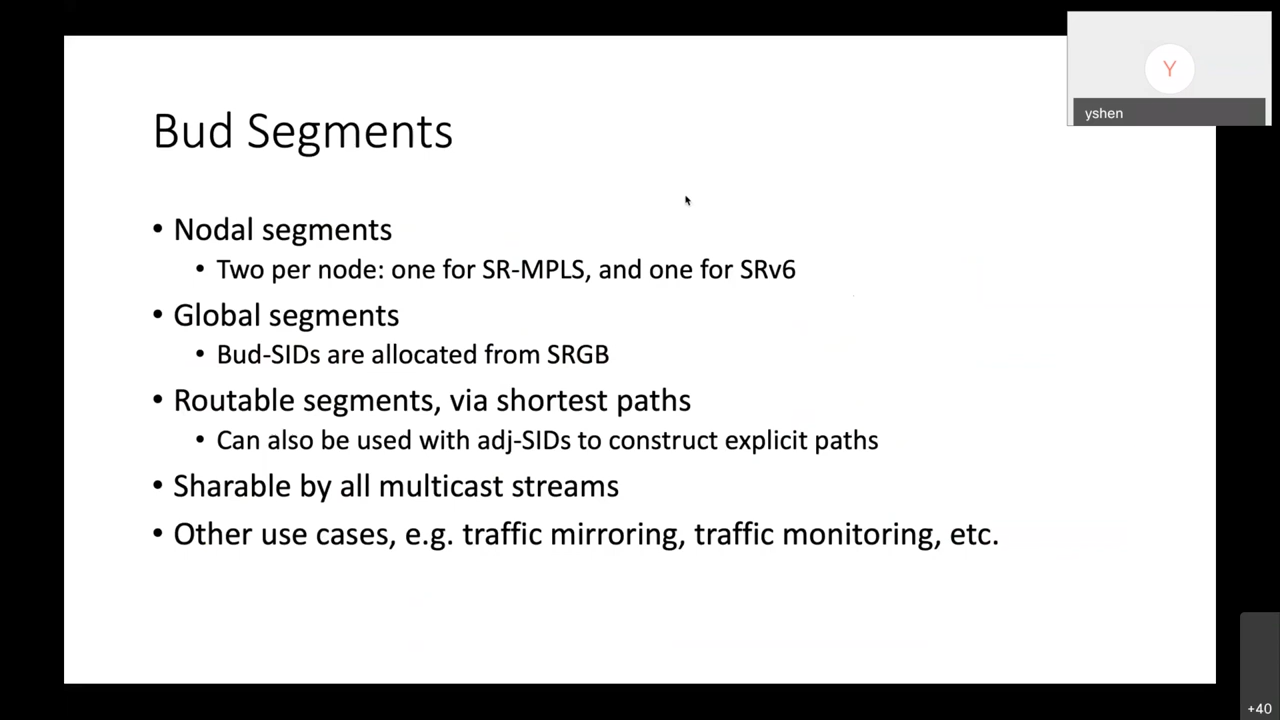 Y
yshen
Bud Segments
• Nodal segments
• Two per node: one for SR-MPLS, and one for SRv6
• Global segments
• Bud-SIDs are allocated from SRGB
• Routable segments, via shortest paths
• Can also be used with adj-SIDs to construct explicit paths
• Sharable by all multicast streams
• Other use cases, e.g. traffic mirroring, traffic monitoring, etc.
+40